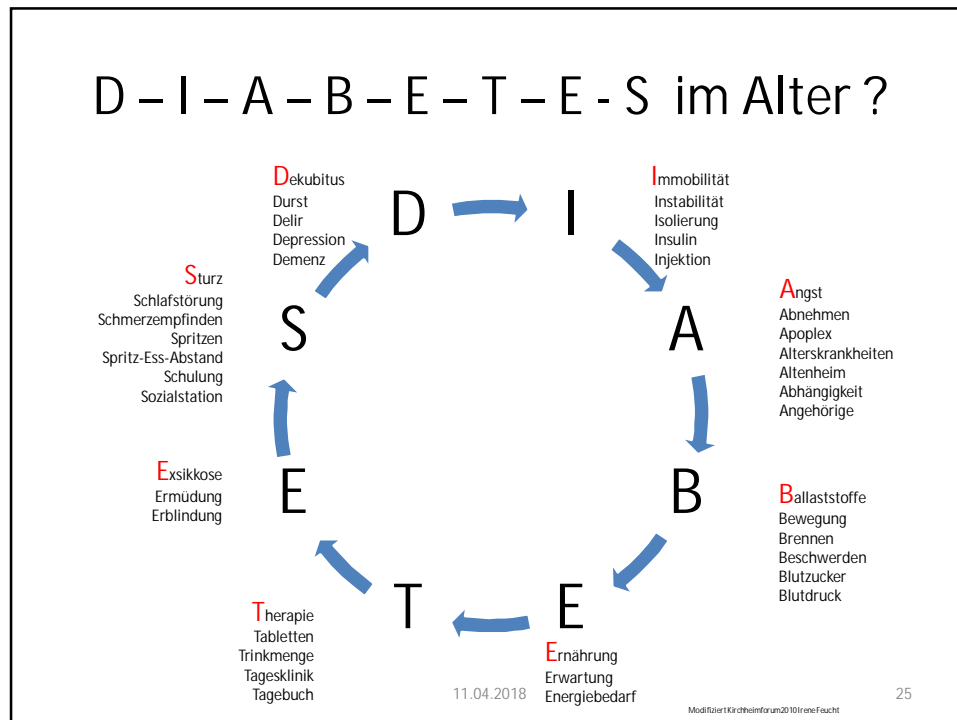 D – I – A – B – E – T – E - S im Alter ?
D
Dekubitus
Durst
Delir
Depression
Demenz
I
Immobilität
Instabilität
Isolierung
Insulin
Injektion
A
Angst
Abnehmen
Apoplex
Alterskrankheiten
Altenheim
Abhängigkeit
Angehörige
B
Ballaststoffe
Bewegung
Brennen
Beschwerden
Blutzucker
Blutdruck
E
Ernährung
Erwartung
Energiebedarf
T
Therapie
Tabletten
Trinkmenge
Tagesklinik
Tagebuch
E
Exsikkose
Ermüdung
Erblindung
S
Sturz
Schlafstörung
Schmerzempfinden
Spritzen
Spritz-Ess-Abstand
Schulung
Sozialstation
11.04.2018
25
Modifiziert Kirchheimforum 2010 Irene Feucht